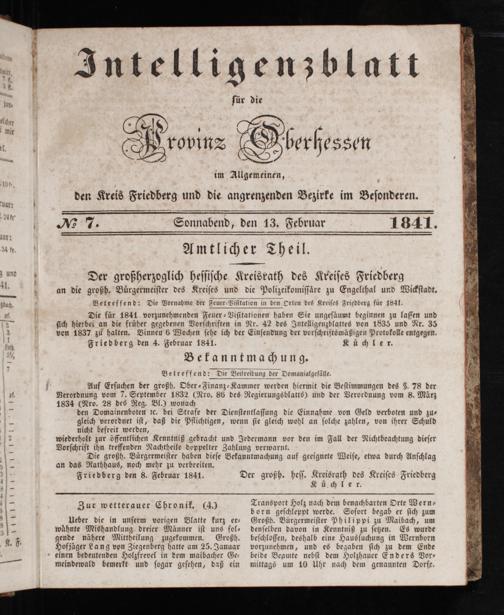 Intelligenzblatt
für die
Provinz Oberhessen
im Allgemeinen,
den Kreis Friedberg und die angrenzenden Bezirke im Besonderen.
№ 7. Sonnabend, den 13. Februar 1841.
Amtlicher Theil.
Der großherzoglich hessische Kreisrath des Kreises Friedberg
an die großh. Bürgermeister des Kreises und die Polizeikommissäre zu Engelthal und Wickstadt.
Betreffend: Die Vornahme der Feuer-Visitation in den Orten des Kreises Friedberg für 1841.
Die für 1841 vorzunehmenden Feuer-Visitationen haben Sie ungesäumt beginnen zu lassen und
sich hierbei an die früher gegebenen Vorschriften in Nr. 42 des Intelligenzblattes von 1835 und Nr. 35
von 1837 zu halten. Binnen 6 Wochen sehe ich der Einsendung der vorschriftsmäßigen Protokolle entgegen.
Friedberg den 4. Februar 1841. Küchler.
Bekanntmachung.
Betreffend: Die Beitreibung der Domanialgefälle.
Auf Ersuchen der großh. Ober-Finanz-Kammer werden hiermit die Bestimmungen des §. 78 der
Verordnung vom 7. September 1832 (Nro. 86 des Regierungsblatts) und der Verordnung vom 8. März
1834 (Nro. 28 des Reg. Bl.) wonach
den Domainenboten ꝛc. bei Strafe der Dienstentlassung die Einnahme von Geld verboten und zu-
gleich verordnet ist, daß die Pflichtigen, wenn sie gleich wohl an solche zahlen, von ihrer Schuld
nicht befreit werden,
wiederholt zur öffentlichen Kenntniß gebracht und Jedermann vor den im Fall der Nichtbeachtung dieser
Vorschrift ihn treffenden Nachtheile doppelter Zahlung verwarnt.
Die großh. Bürgermeister haben diese Bekanntmachung auf geeignete Weise, etwa durch Anschlag
an das Rathhaus, noch mehr zu verbreiten.
Friedberg den 8. Februar 1841. Der großh. hess. Kreisrath des Kreises Friedberg
Küchler.
Zur wetterauer Chronik. (4.)
Ueber die in unserm vorigen Blatte kurz er-
wähnte Mishandlung dreier Männer ist uns fol-
gende nähere Mittheilung zugekommen. Großh.
Hofjäger Lang von Ziegenberg hatte am 25. Januar
einen bedeutenden Holzfrevel in dem maibacher Ge-
meindewald bemerkt und sogar gesehen, daß ein
Transport Holz nach dem benachbarten Orte Wern-
born geschleppt werde. Sofort begab er sich zum
Großh. Bürgermeister Philippi zu Maibach, um
denselben davon in Kenntniß zu setzen. Es wurde
beschlossen, deshalb eine Haussuchung in Wernborn
vorzunehmen, und es begaben sich zu dem Ende
beide Begute nebst dem Holzhauer Enders Vor-
mittags um 10 Uhr nach dem genannten Dorfe.